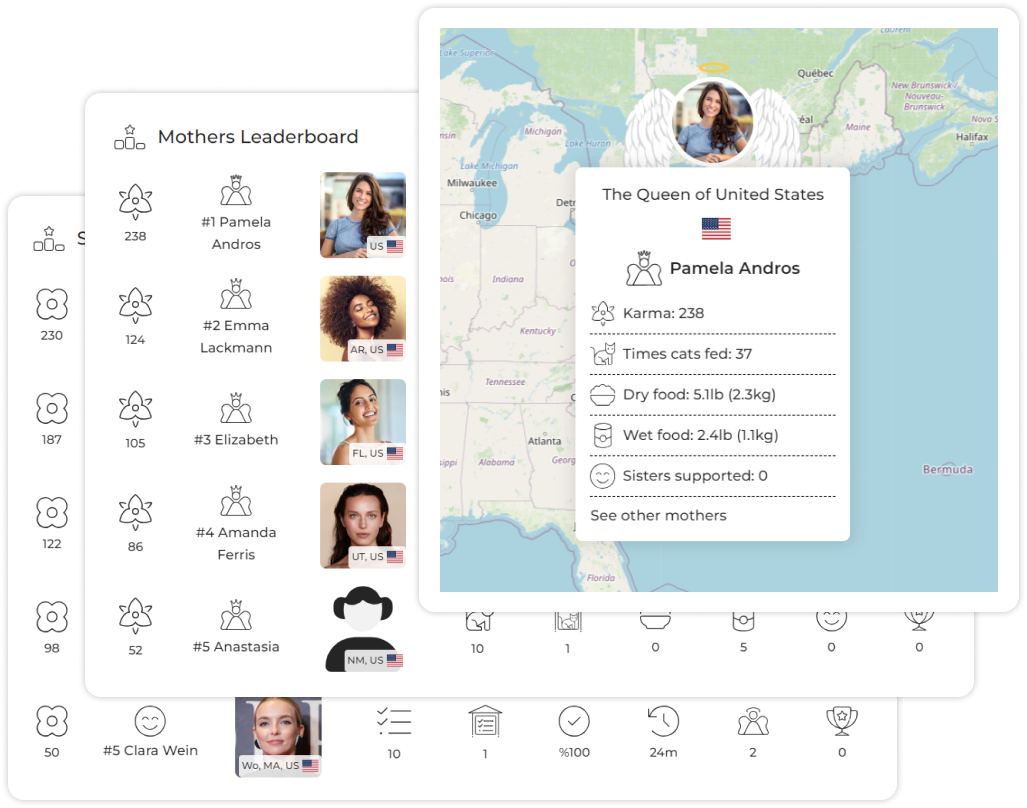 Mothers Leaderboard
238
#1 Pamela
Andros
US
124
#2 Emma
Lackmann
AR, US
105
#3 Elizabeth
FL, US
86
#4 Amanda
Ferris
UT, US
52
#5 Anastasia
NM, US
10
1
0
5
0
0
S
230
187
122
98
50
#5 Clara Wein
Wo, MA, US
10
1
%100
24m
2
0
Lake Superior
Québec
New Brunswick /
Nouveau-
Brunswick
Michigan
Lake Huron
Maine
Halifax
Lake Michigan
Milwaukee
Chicago
Detr
Indiana
Kentucky
Tennessee
Atlanta
Alabama
Georg
Florida
Bermuda
The Queen of United States
Pamela Andros
Karma: 238
Times cats fed: 37
Dry food: 5.1lb (2.3kg)
Wet food: 2.4lb (1.1kg)
Sisters supported: 0
See other mothers